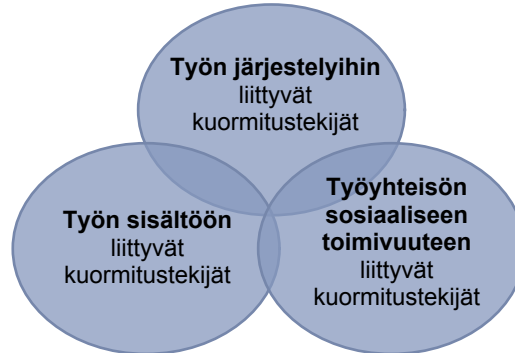 Työn järjestelyihin
liittyvät
kuormitustekijät
Työn sisältöön
liittyvät
kuormitustekijät
Työyhteisön
sosiaaliseen
toimivuuteen
liittyvät
kuormitustekijät